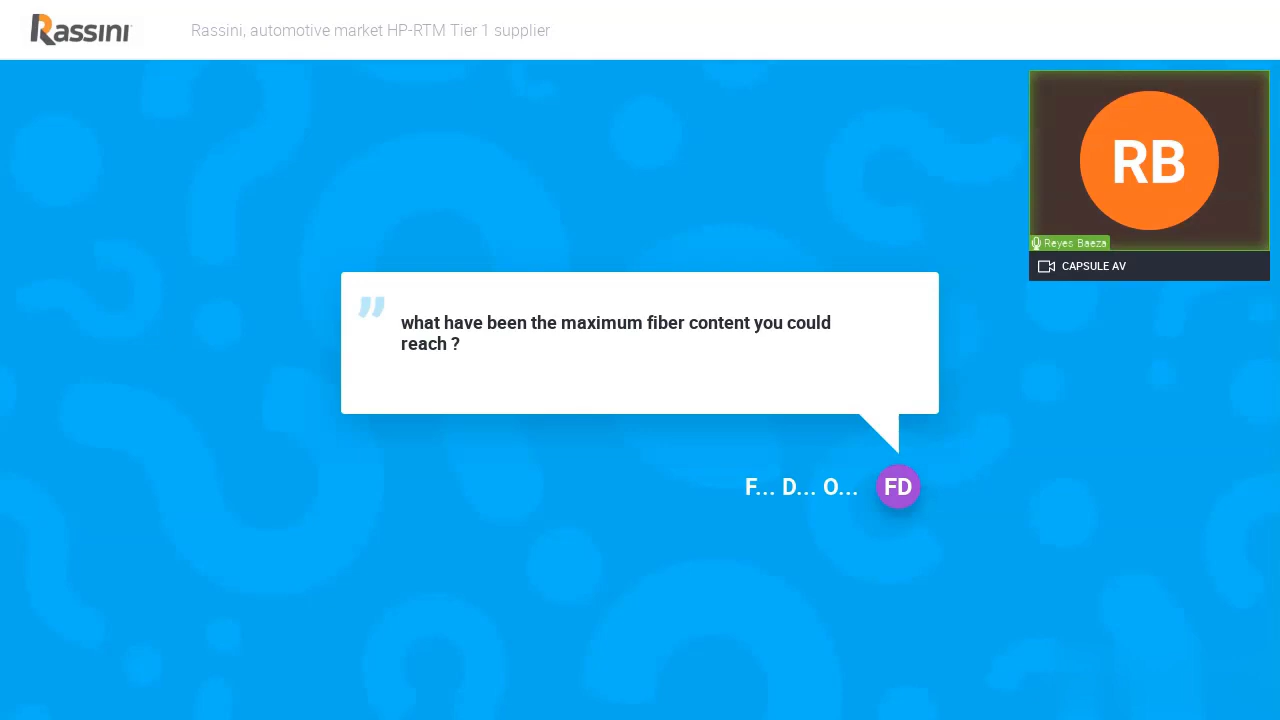 Rassini
Rassini, automotive market HP-RTM Tier 1 supplier
RB
Reyes Baeza
CAPSULE AV
what have been the maximum fiber content you could
reach ?
F... D... O...
FD